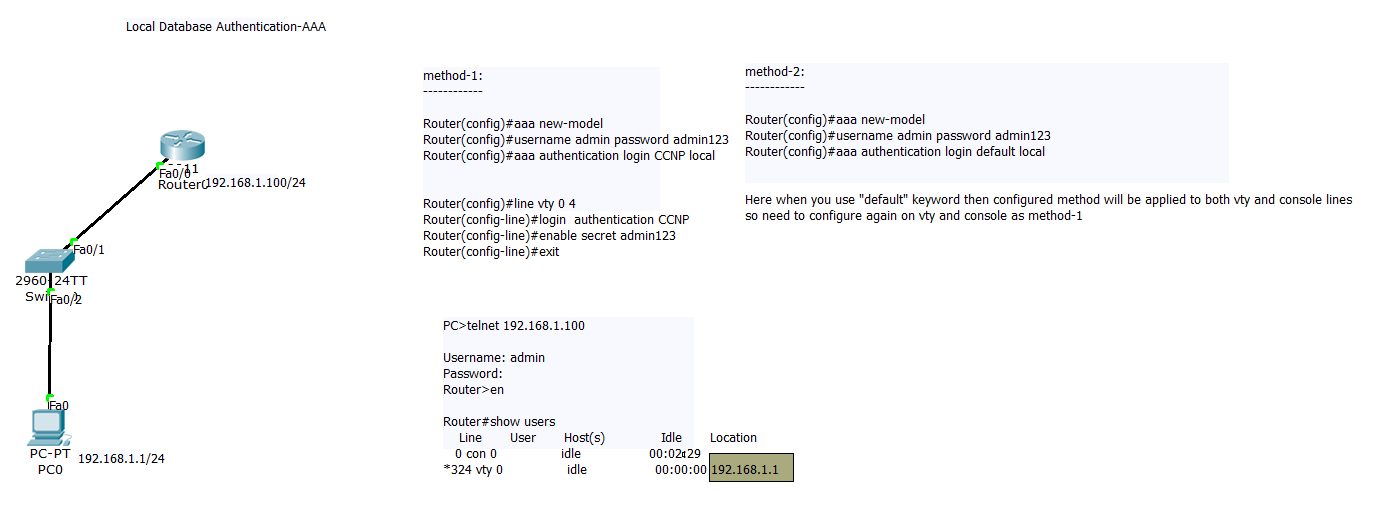 Local Database Authentication-AAA
method-1:
------------
Router(config)#aaa new-model
Router(config)#username admin password admin123
Router(config)#aaa authentication login CCNP local
Router(config)#line vty 0 4
Router(config-line)#login  authentication CCNP
Router(config-line)#enable secret admin123
Router(config-line)#exit
method-2:
------------
Router(config)#aaa new-model
Router(config)#username admin password admin123
Router(config)#aaa authentication login default local
Here when you use "default" keyword then configured method will be applied to both vty and console lines
so need to configure again on vty and console as method-1
Fa0/0
192.168.1.100/24
Fa0/1
2960-24TT
Fa0/2
Fa0
PC-PT
PC0
192.168.1.1/24
PC>telnet 192.168.1.100
Username: admin
Password:
Router>en
Router#show users
Line User Host(s) Idle Location
0 con 0 idle 00:02:29
*324 vty 0 idle 00:00:00 192.168.1.1